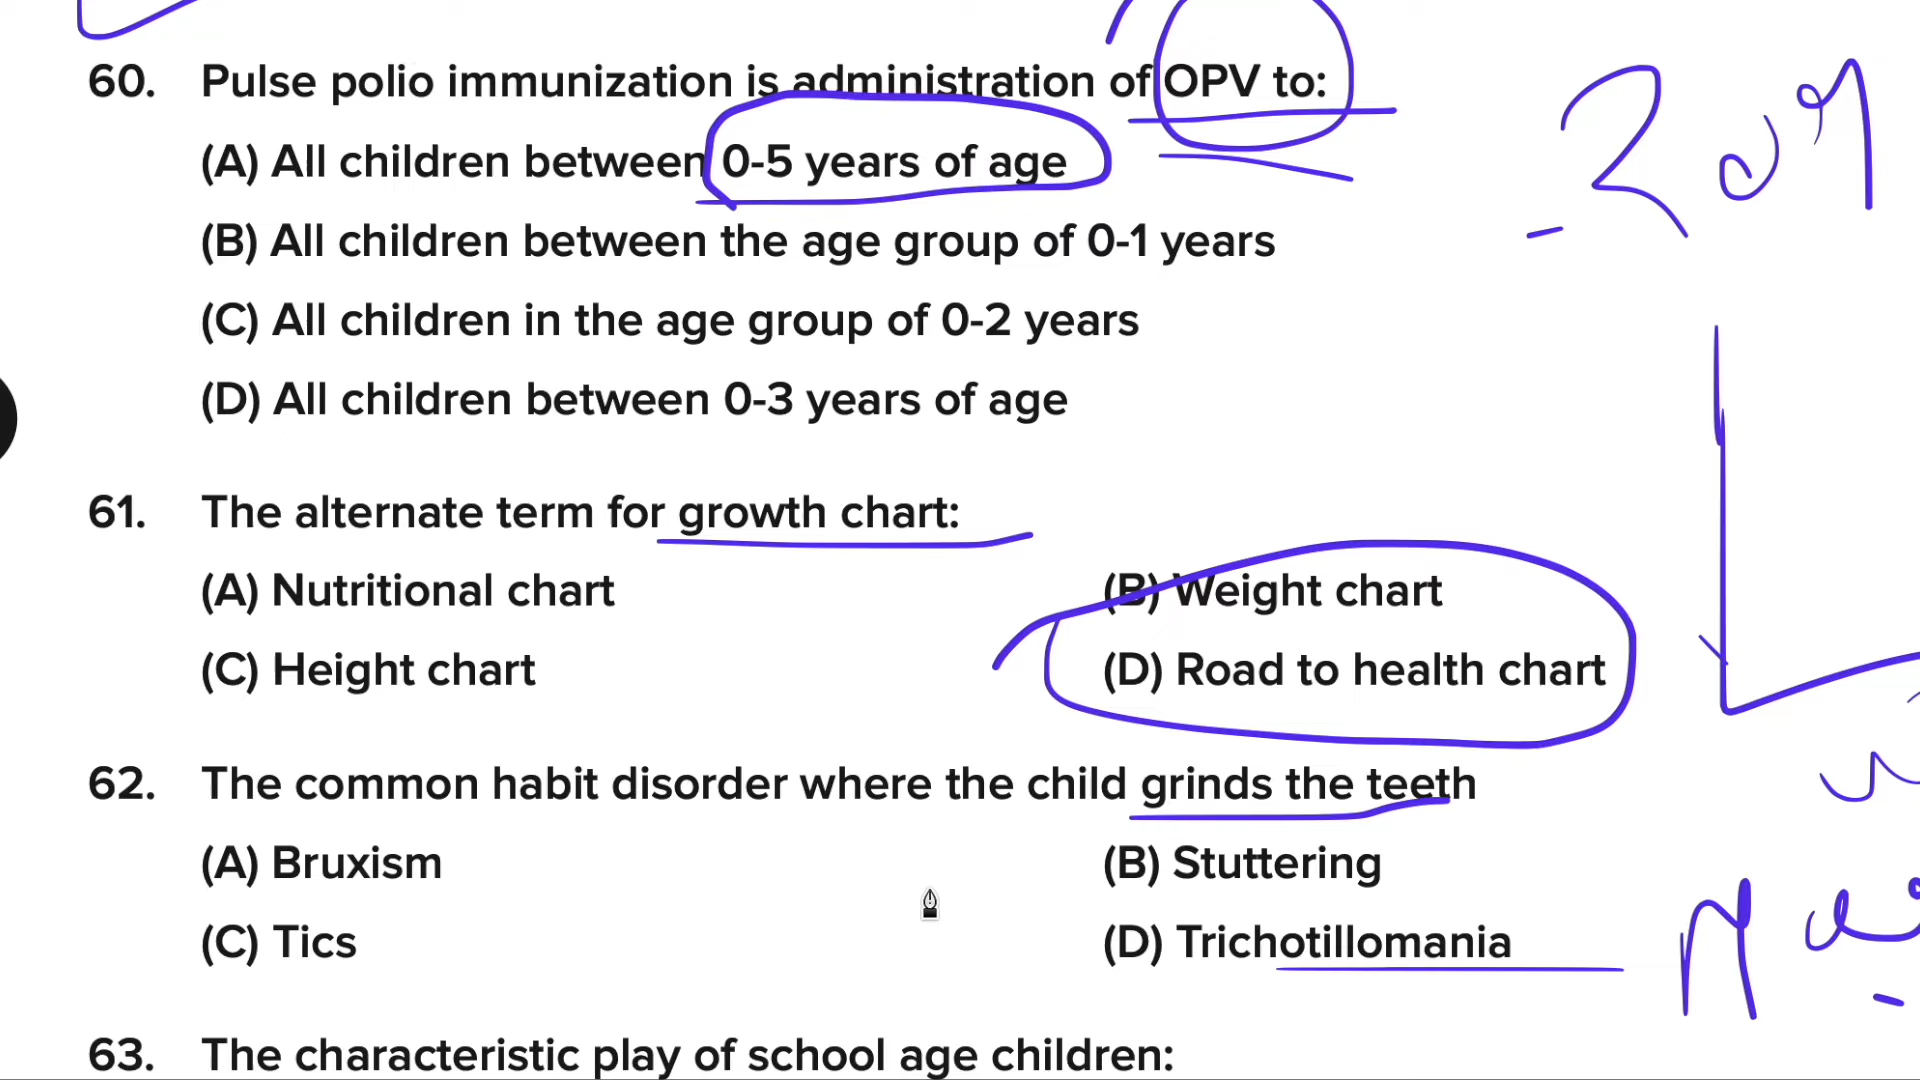 60. Pulse polio immunization is administration of OPV to:
(A) All children between 0-5 years of age
(B) All children between the age group of 0-1 years
(C) All children in the age group of 0-2 years
(D) All children between 0-3 years of age
61. The alternate term for growth chart:
(A) Nutritional chart (B) Weight chart
(C) Height chart (D) Road to health chart
62. The common habit disorder where the child grinds the teeth
(A) Bruxism (B) Stuttering
(C) Tics (D) Trichotillomania
63. The characteristic play of school age children: